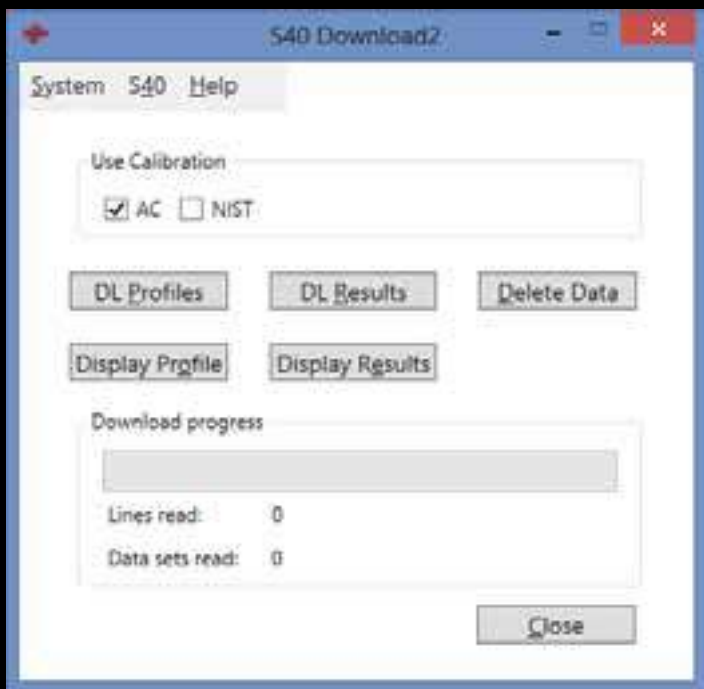 S40 Download2
System S40 Help
Use Calibration
AC NIST
DL Profiles DL Results Delete Data
Display Profile Display Results
Download progress
Lines read: 0
Data sets read: 0
Close